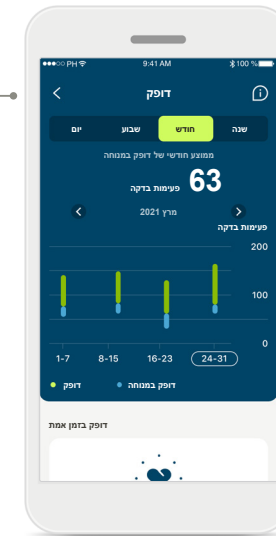 ●●●○○ PH 9:41 AM 100 %
דופק
שנה חודש שבוע יום
ממוצע חודשי של דופק במנוחה
63 פעימות בדקה
מרץ 2021
פעימות בדקה
200
100
0
1-7 8-15 16-23 24-31
דופק במנוחה דופק
דופק בזמן אמת